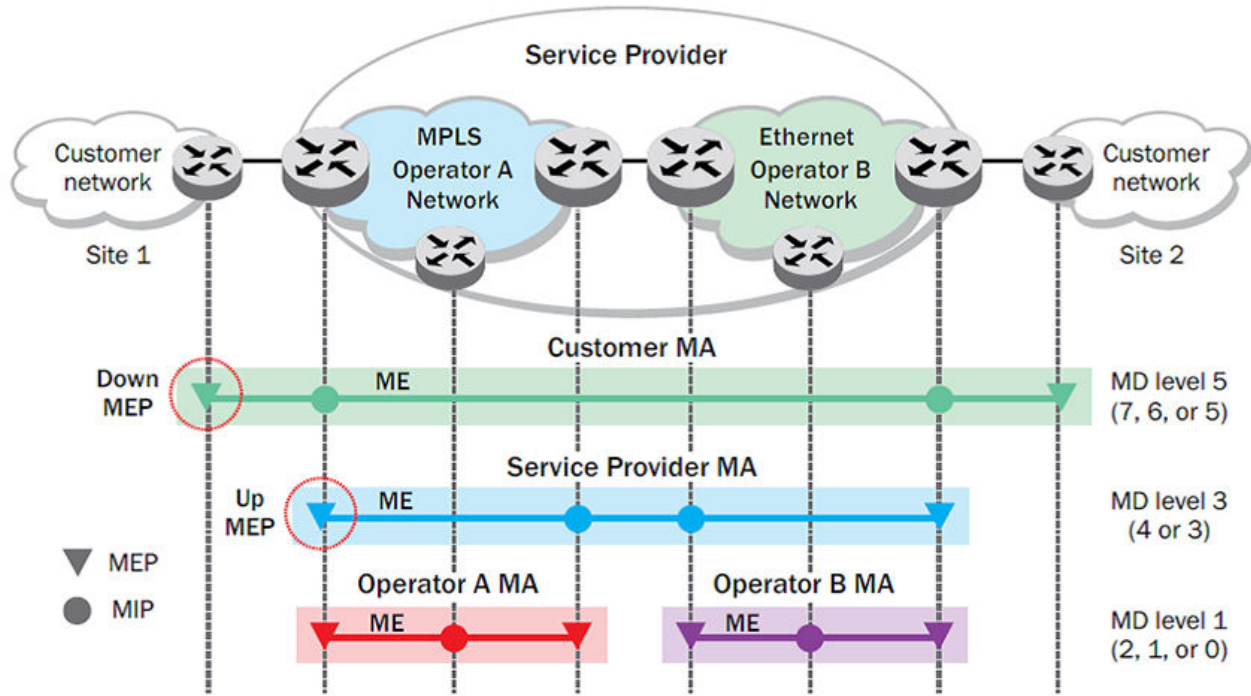 Service Provider
MPLS
Operator A
Network
Ethernet
Operator B
Network
Customer
network
Customer
network
Site 1
Site 2
Customer MA
Down
MEP
ME
MD level 5
(7, 6, or 5)
Service Provider MA
Up
MEP
ME
MD level 3
(4 or 3)
MEP
MIP
Operator A MA
ME
Operator B MA
ME
MD level 1
(2, 1, or 0)